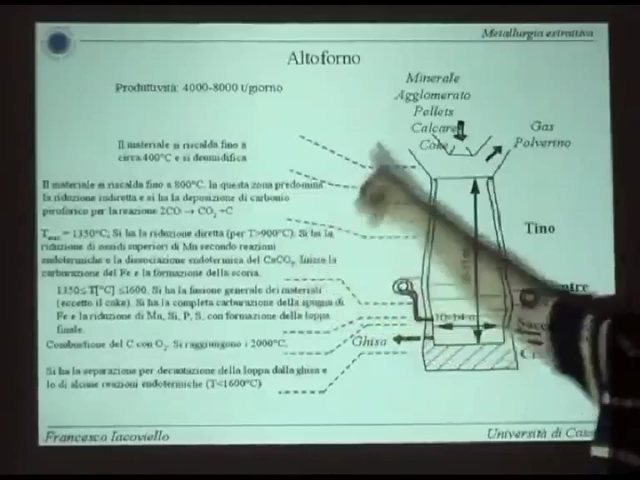 Metallurgia estrattiva
Altoforno
Produttività: 4000-8000 t/giorno
Minerale
Agglomerato
Pellets
Calcare
Coke
Gas
Polverino
Il materiale si riscalda fino a
circa 400°C e si deumidifica
Il materiale si riscalda fino a 800°C. In questa zona predomina
la riduzione indiretta e si ha la deposizione di carbonio
piroforico per la reazione 2CO → CO2+C
Tmax = 1350°C; Si ha la riduzione diretta (per T>900°C). Si ha la
riduzione di ossidi superiori di Mn secondo reazioni
endotermiche e la dissociazione endotermica del CaCO3. Inizia la
carburazione del Fe e la formazione della scoria.
1350≤ T[°C] ≤1600. Si ha la fusione generale dei materiali
(eccetto il coke). Si ha la completa carburazione della spugna di
Fe e la riduzione di Mn, Si, P, S, con formazione della loppa
finale.
Combustione del C con O2. Si raggiungono i 2000°C.
Si ha la separazione per decantazione della loppa dalla ghisa e
lo di alcune reazioni endotermiche (T<1600°C)
Tino
10-14 m
Ghisa
Francesco Iacoviello
Università di